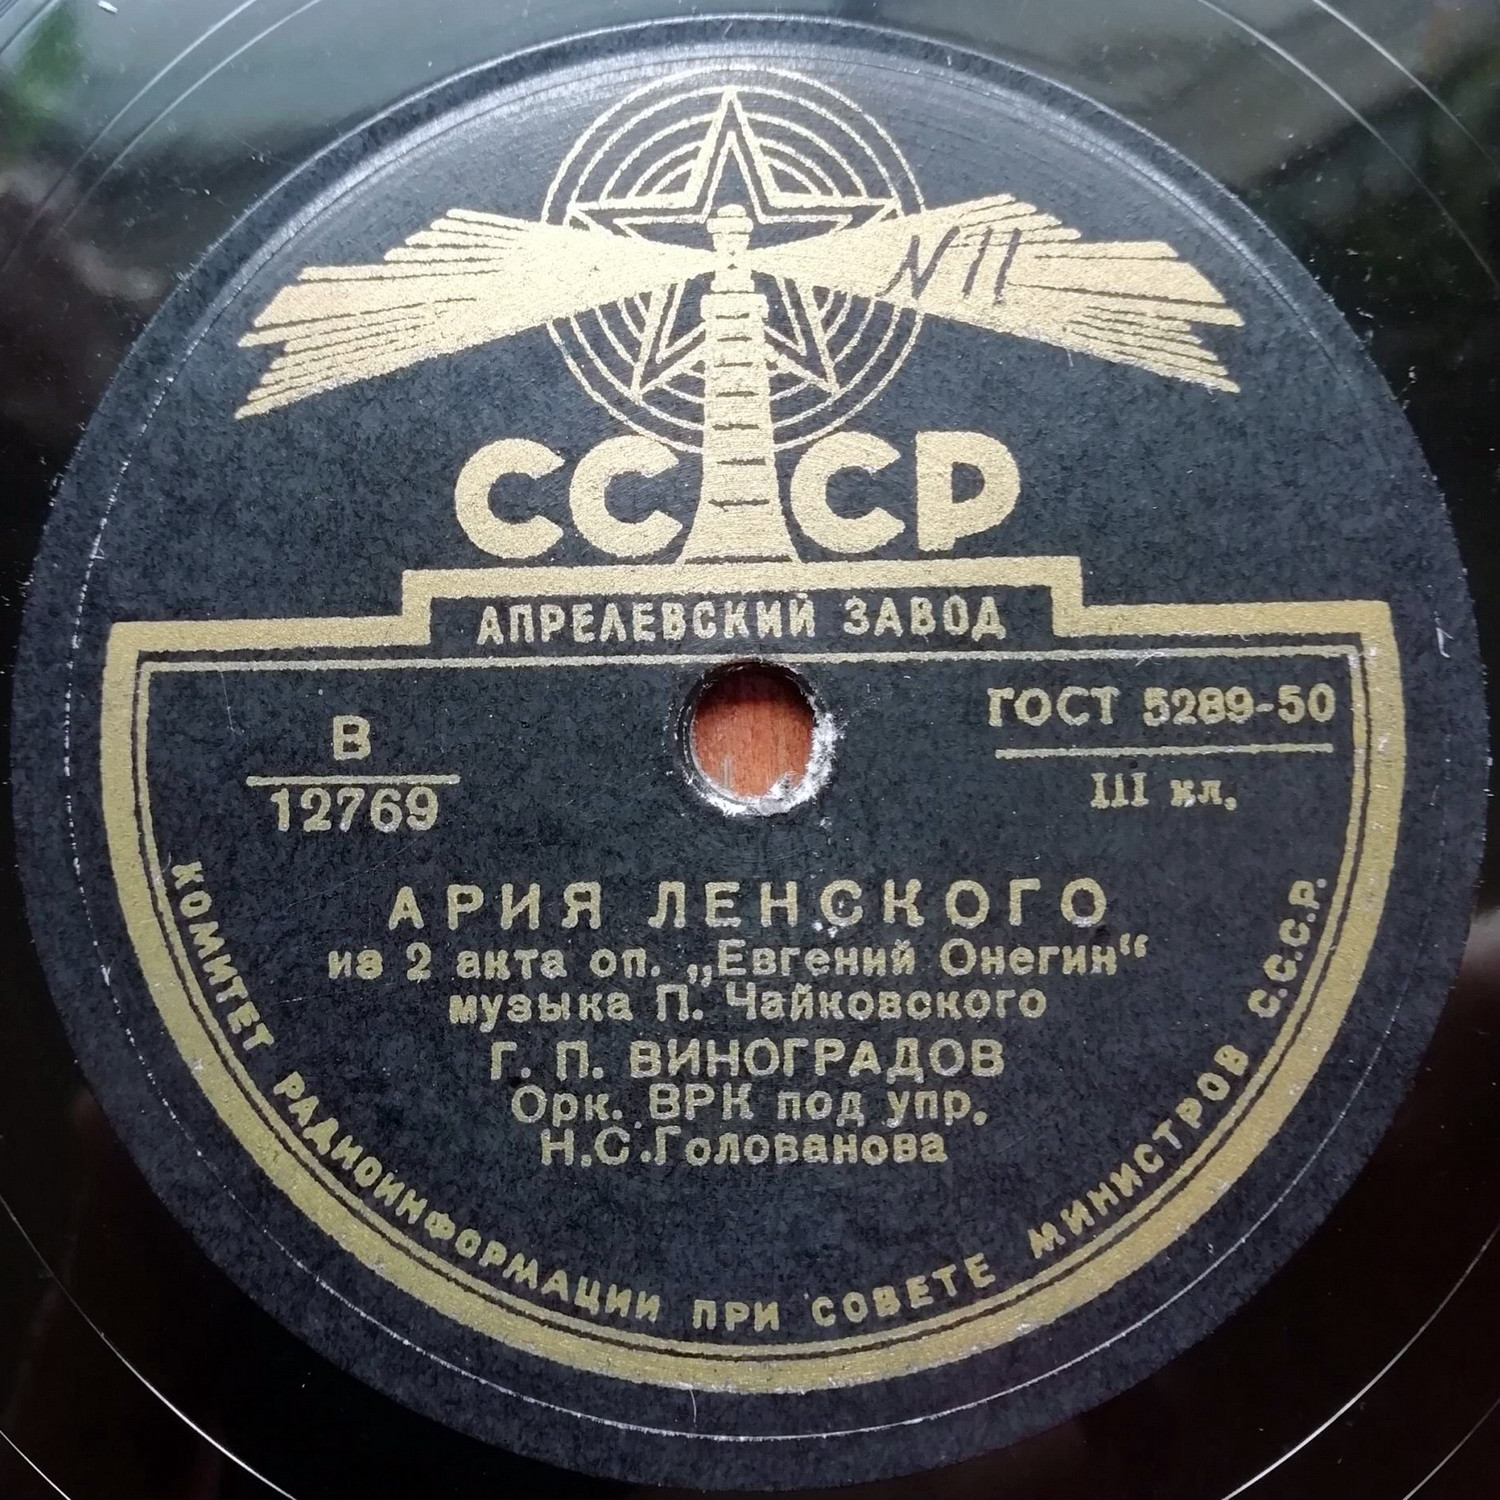 N 11
СССР
АПРЕЛЕВСКИЙ ЗАВОД
В
12769
ГОСТ 5289-50
III кл.
АРИЯ ЛЕНСКОГО
из 2 акта оп. „Евгений Онегин“
музыка П. Чайковского
Г. П. ВИНОГРАДОВ
Орк. ВРК под упр.
Н.С.Голованова
КОМИТЕТ РАДИОИНФОРМАЦИИ ПРИ СОВЕТЕ МИНИСТРОВ С.С.С.Р.